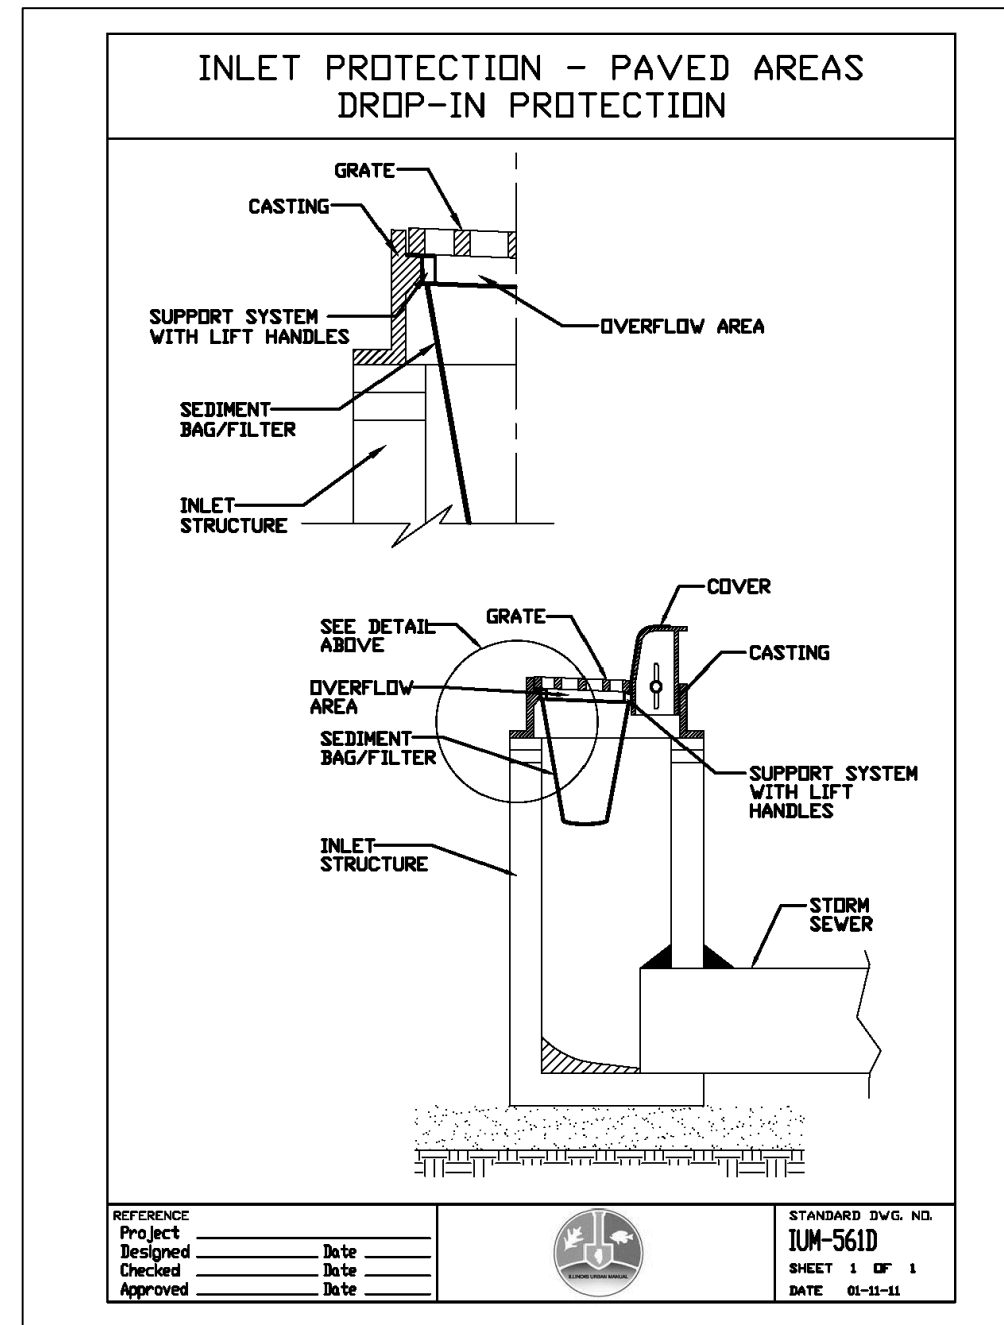 INLET PROTECTION - PAVED AREAS
DROP-IN PROTECTION
GRATE
CASTING
SUPPORT SYSTEM
WITH LIFT HANDLES
OVERFLOW AREA
SEDIMENT
BAG/FILTER
INLET
STRUCTURE
COVER
GRATE
SEE DETAIL
ABOVE
CASTING
OVERFLOW
AREA
SEDIMENT
BAG/FILTER
SUPPORT SYSTEM
WITH LIFT
HANDLES
INLET
STRUCTURE
STORM
SEWER
REFERENCE
Project
Designed Date
Checked Date
Approved Date
ILLINOIS URBAN MANUAL
STANDARD DWG. NO.
IUM-561D
SHEET 1 OF 1
DATE 01-11-11